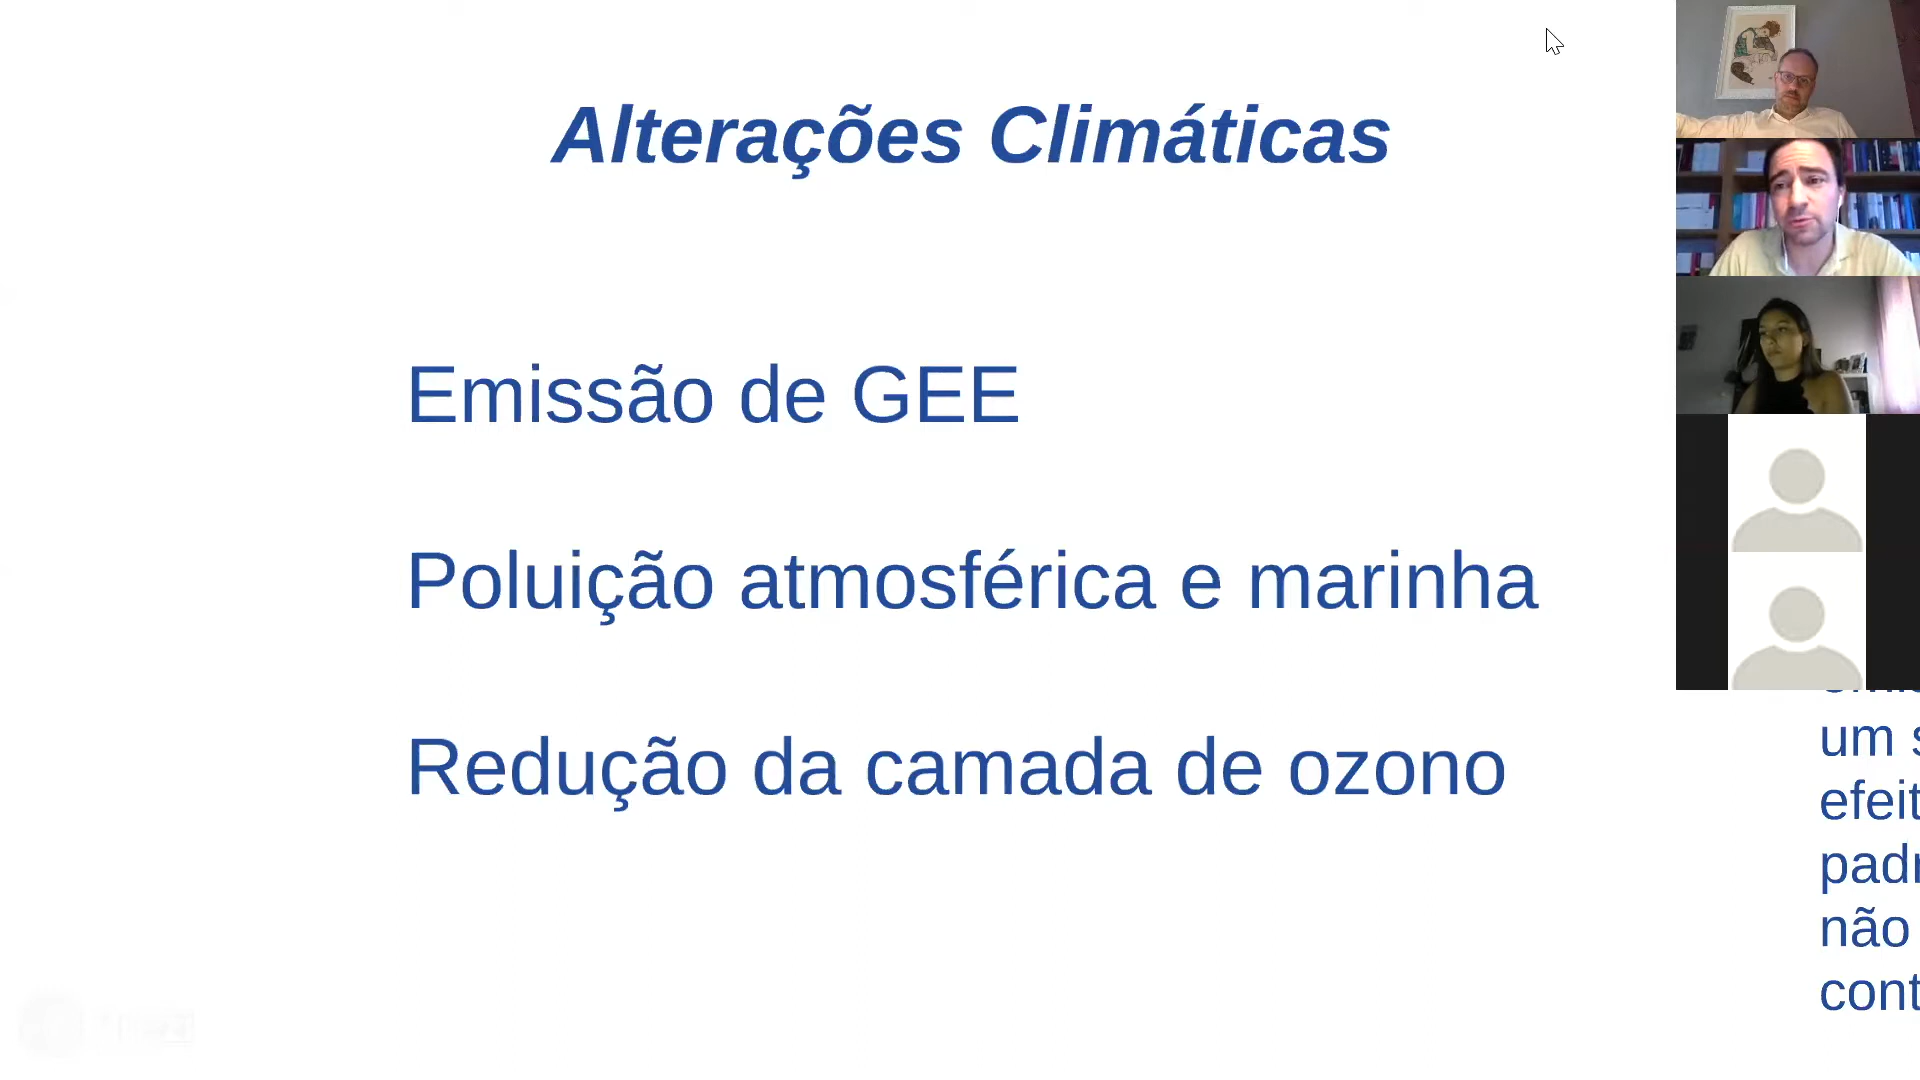 Alterações Climáticas
Emissão de GEE
Poluição atmosférica e marinha
Redução da camada de ozono
um s
efeit
padr
não
cont